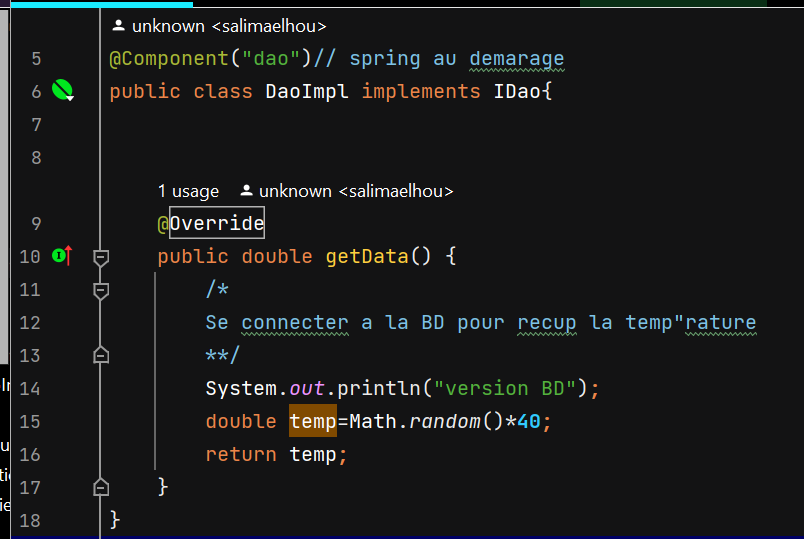 unknown <salimaelhou>
5 @Component("dao")// spring au demarage
6 public class DaoImpl implements IDao{
7
8
1 usage unknown <salimaelhou>
9 @Override
10 public double getData() {
11 /*
12 Se connecter a la BD pour recup la temp"rature
13 **/
14 System.out.println("version BD");
15 double temp=Math.random()*40;
16 return temp;
17 }
18 }